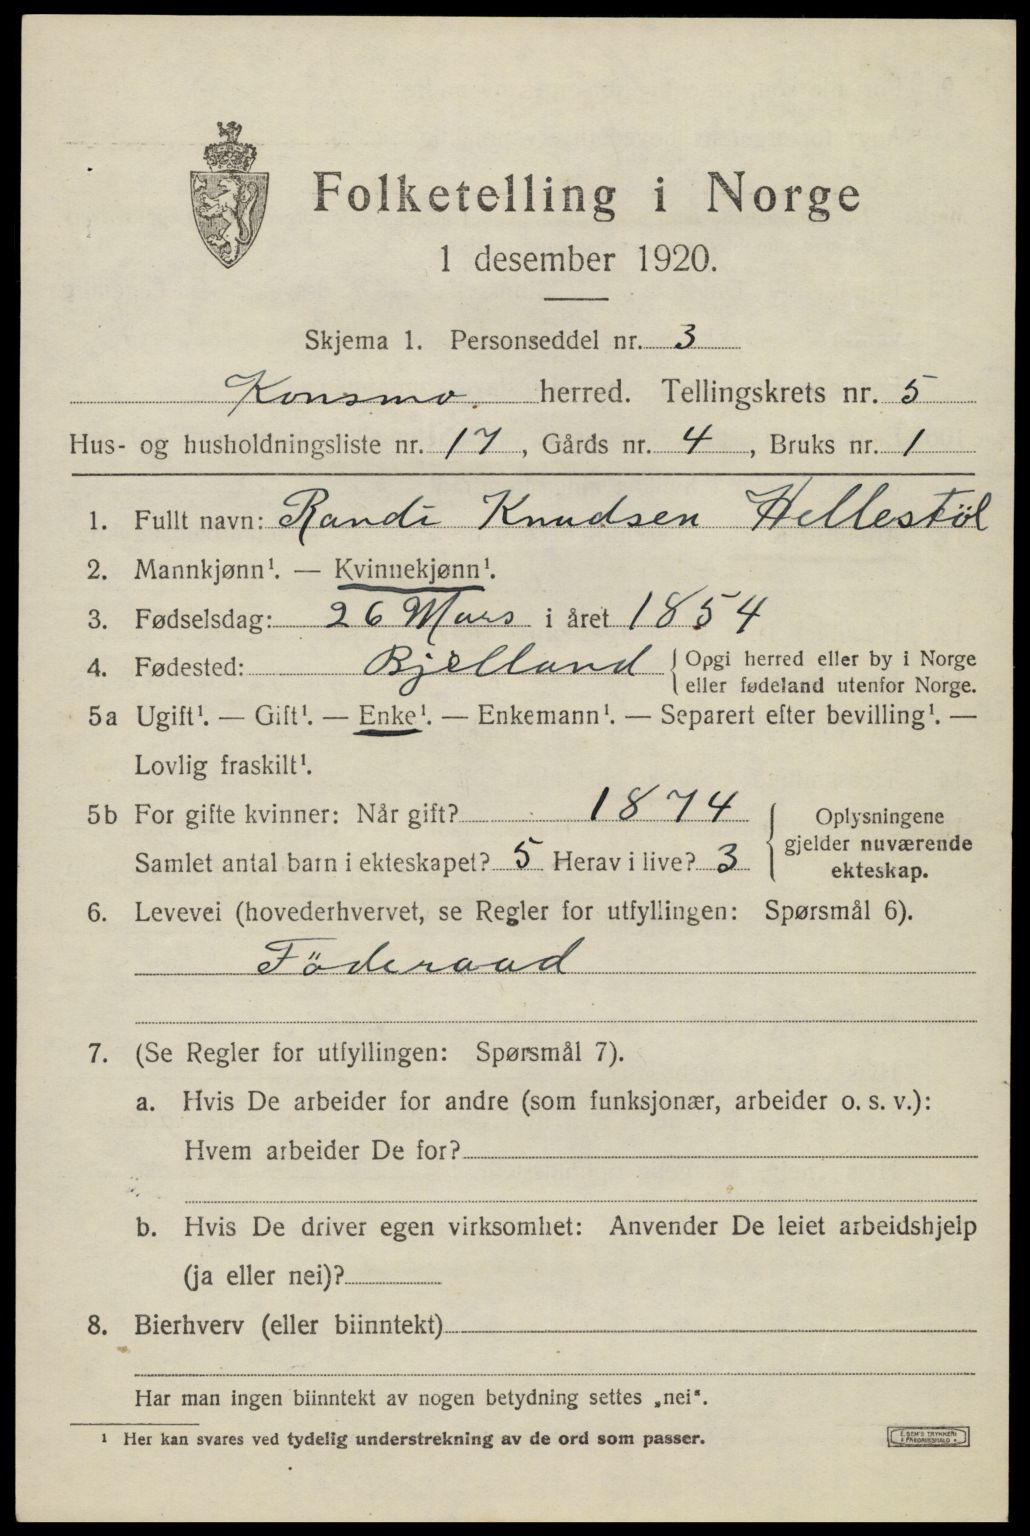 Folketelling i Norge
1 desember 1920.
Skjema 1. Personseddel nr. 3
Konsmo. herred. Tellingskrets nr. 5
Hus- og husholdningsliste nr. 17, Gårds nr. 4, Bruks nr. 1
1. Fullt navn: Randi Knudsen Hellestöl
2. Mannkjønn¹. — Kvinnekjønn¹.
3. Fødselsdag: 26 Mars i året 1854
4. Fødested: Bjelland Opgi herred eller by i Norge
eller fødeland utenfor Norge.
5a Ugift¹. — Gift¹. — Enke¹. — Enkemann¹. — Separert efter bevilling¹. —
Lovlig fraskilt¹.
5b For gifte kvinner: Når gift? 1874
Samlet antal barn i ekteskapet? 5 Herav i live? 3
Oplysningene
gjelder nuværende
ekteskap.
6. Levevei (hovederhvervet, se Regler for utfyllingen: Spørsmål 6).
Föderaad
7. (Se Regler for utfyllingen: Spørsmål 7).
a. Hvis De arbeider for andre (som funksjonær, arbeider o. s. v.):
Hvem arbeider De for?
b. Hvis De driver egen virksomhet: Anvender De leiet arbeidshjelp
(ja eller nei)?
8. Bierhverv (eller biinntekt)
Har man ingen biinntekt av nogen betydning settes „nei".
¹ Her kan svares ved tydelig understrekning av de ord som passer.